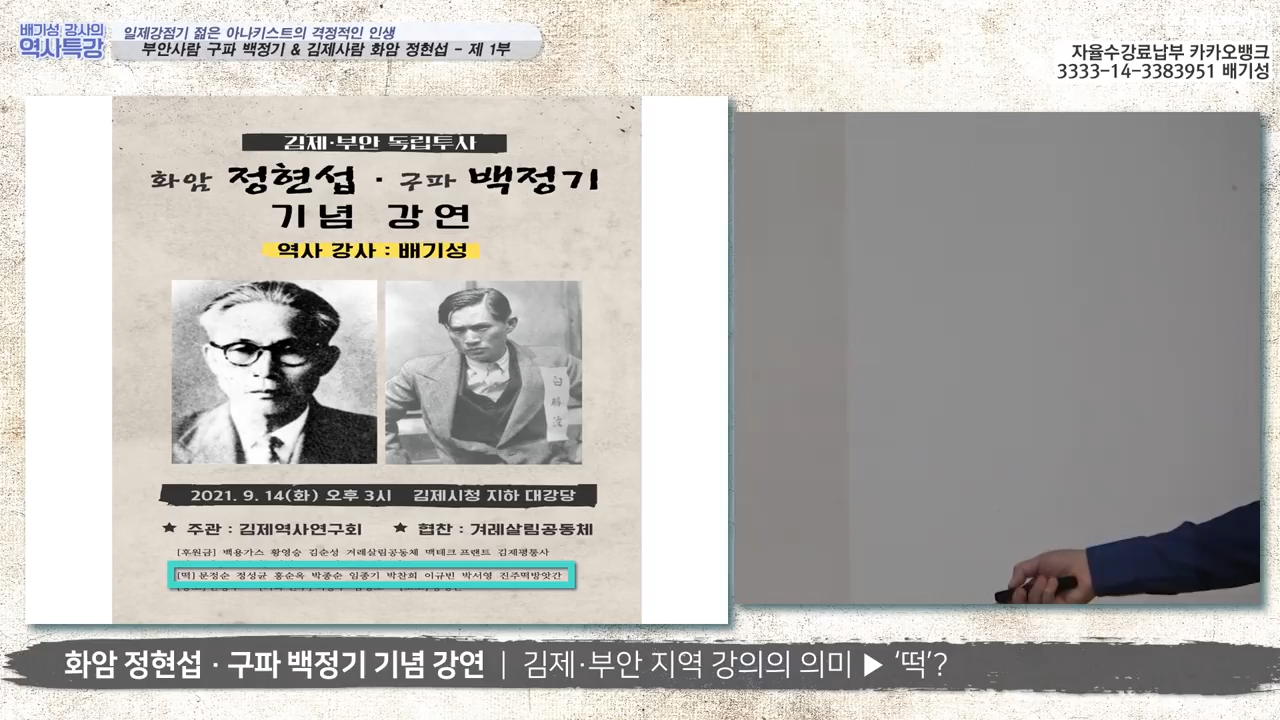 배기성 강사의
역사특강
일제강점기 젊은 아나키스트의 격정적인 인생
부안사람 구파 백정기 & 김제사람 화암 정현섭 - 제 1부
자율수강료납부 카카오뱅크
3333-14-3383951 배기성
김제·부안 독립투사
화암 정현섭 · 구파 백정기
기념 강연
역사 강사 : 배기성
2021. 9. 14(화) 오후 3시 김제시청 지하 대강당
★ 주관 : 김제역사연구회 ★ 협찬 : 겨레살림공동체
[후원금] 백용가스 황영승 김순성 겨레살림공동체 맥테크 프랜트 김제평통사
[떡] 문정순 정성균 홍순옥 박종순 임종기 박찬희 이규빈 박서영 진주떡방앗간
화암 정현섭 · 구파 백정기 기념 강연 | 김제·부안 지역 강의의 의미 ▶ ‘떡’?